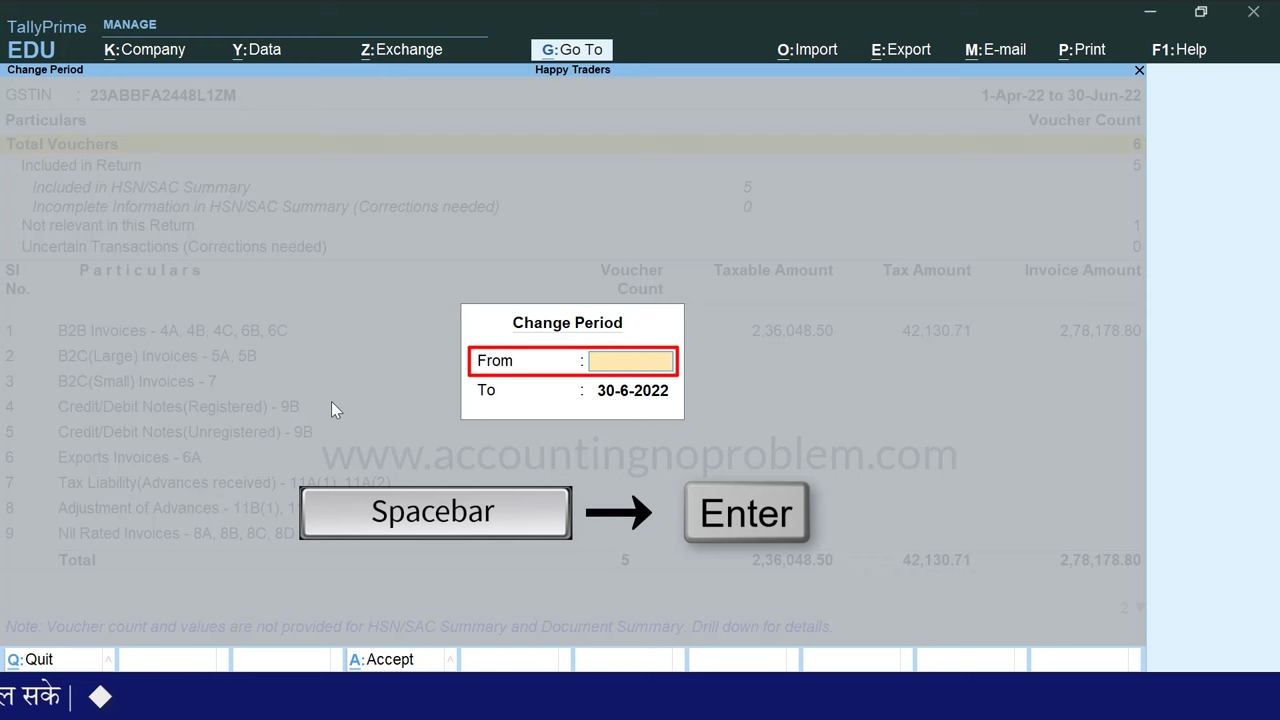 TallyPrime
EDU
MANAGE
K:Company Y:Data Z:Exchange G:Go To O:Import E:Export M:E-mail P:Print F1:Help
Change Period Happy Traders
GSTIN : 23ABBFA2448L1ZM 1-Apr-22 to 30-Jun-22
Particulars Voucher Count
Total Vouchers 6
Included in Return 5
Included in HSN/SAC Summary 5
Incomplete Information in HSN/SAC Summary (Corrections needed) 0
Not relevant in this Return 1
Uncertain Transactions (Corrections needed) 0
Sl Particulars Voucher Taxable Amount Tax Amount Invoice Amount
No. Count
1 B2B Invoices - 4A, 4B, 4C, 6B, 6C 2,36,048.50 42,130.71 2,78,178.80
2 B2C(Large) Invoices - 5A, 5B
3 B2C(Small) Invoices - 7
4 Credit/Debit Notes(Registered) - 9B
5 Credit/Debit Notes(Unregistered) - 9B
6 Exports Invoices - 6A
7 Tax Liability(Advances received) - 11A(1), 11A(2)
8 Adjustment of Advances - 11B(1), 1
9 Nil Rated Invoices - 8A, 8B, 8C, 8D
Total 5 2,36,048.50 42,130.71 2,78,178.80
Change Period
From :
To : 30-6-2022
www.accountingnoproblem.com
Spacebar Enter
2
Note: Voucher count and values are not provided for HSN/SAC Summary and Document Summary. Drill down for details.
Q:Quit A:Accept
ल सके |